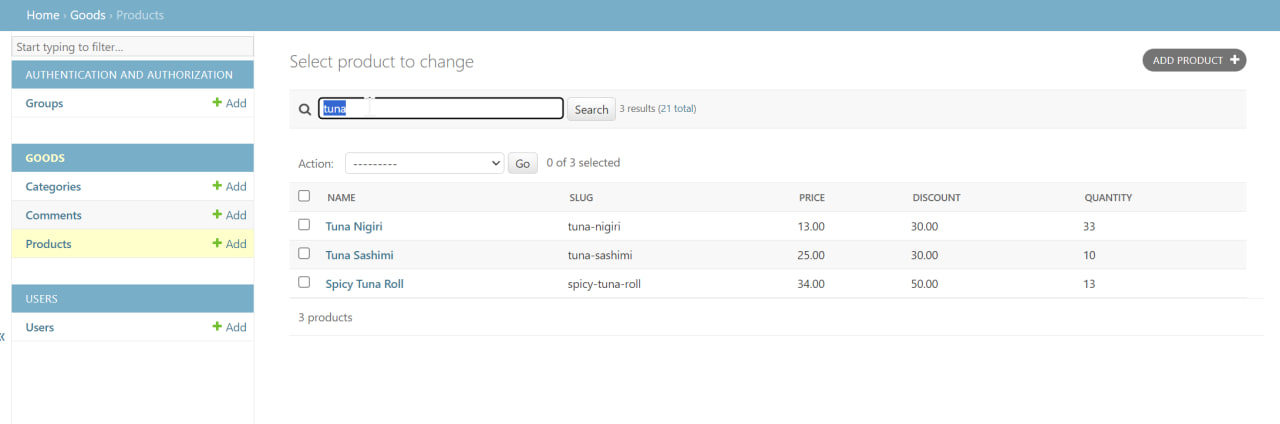 Home › Goods › Products
Start typing to filter...
AUTHENTICATION AND AUTHORIZATION
Groups + Add
GOODS
Categories + Add
Comments + Add
Products + Add
USERS
Users + Add
«
Select product to change
ADD PRODUCT +
tuna Search 3 results (21 total)
Action: --------- Go 0 of 3 selected
NAME SLUG PRICE DISCOUNT QUANTITY
Tuna Nigiri tuna-nigiri 13.00 30.00 33
Tuna Sashimi tuna-sashimi 25.00 30.00 10
Spicy Tuna Roll spicy-tuna-roll 34.00 50.00 13
3 products